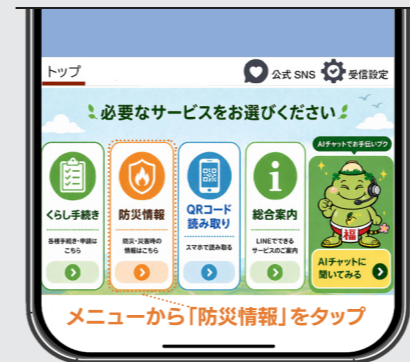 トップ
公式 SNS
受信設定
必要なサービスをお選びください
AIチャットでお手伝いフク
くらし手続き
各種手続き・申請は
こちら
防災情報
防災・災害時の
情報はこちら
QRコード
読み取り
スマホで読み取る
総合案内
LINEでできる
サービスのご案内
福
AIチャットに
聞いてみる
メニューから「防災情報」をタップ